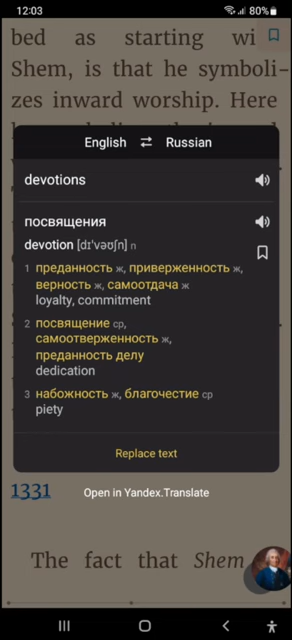 12:03 80%
bed as starting wi
Shem, is that he symboli-
zes inward worship. Here
English Russian
devotions
посвящения
devotion [dɪ'vəʊʃn] n
1 преданность ж, приверженность ж,
верность ж, самоотдача ж
loyalty, commitment
2 посвящение ср,
самоотверженность ж,
преданность делу
dedication
3 набожность ж, благочестие ср
piety
Replace text
1331 Open in Yandex.Translate
The fact that Shem